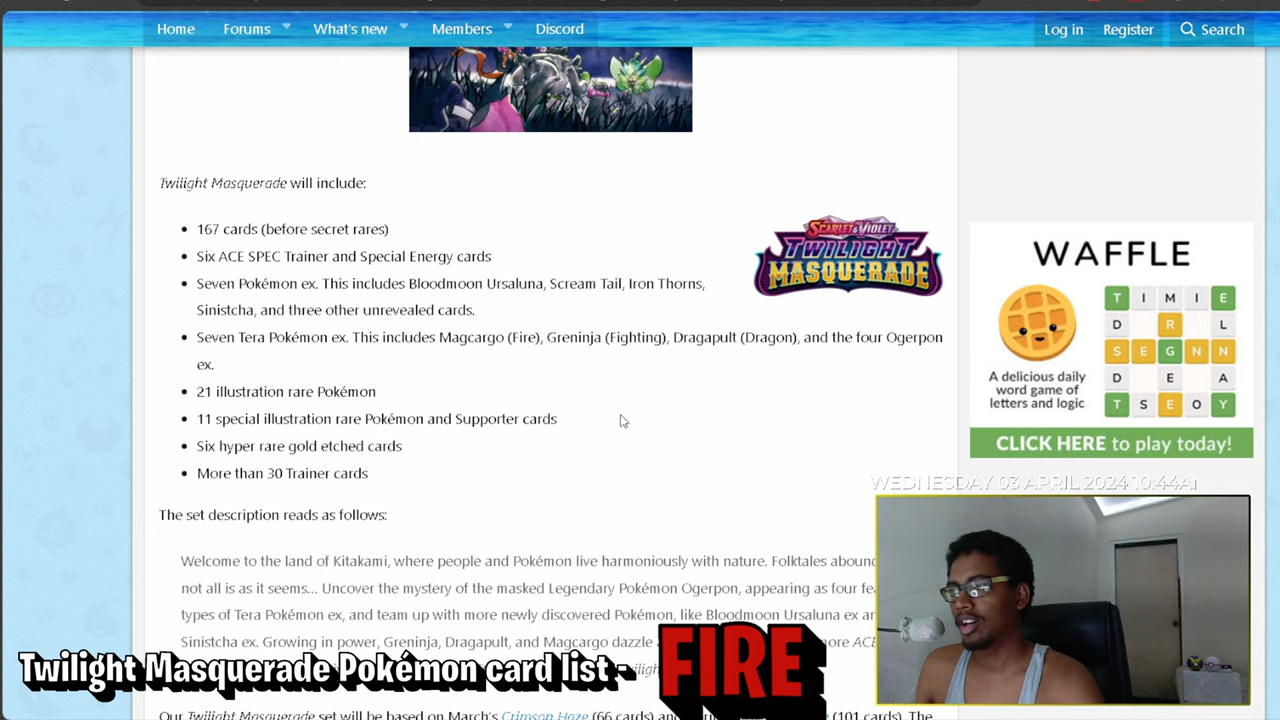 Home Forums What's new Members Discord Log in Register Search
Twilight Masquerade will include:
167 cards (before secret rares)
Six ACE SPEC Trainer and Special Energy cards
Seven Pokémon ex. This includes Bloodmoon Ursaluna, Scream Tail, Iron Thorns,
Sinistcha, and three other unrevealed cards.
Seven Tera Pokémon ex. This includes Magcargo (Fire), Greninja (Fighting), Dragapult (Dragon), and the four Ogerpon
ex.
21 illustration rare Pokémon
11 special illustration rare Pokémon and Supporter cards
Six hyper rare gold etched cards
More than 30 Trainer cards
SCARLET & VIOLET
TWILIGHT
MASQUERADE
WAFFLE
T I M I E
D R L
S E G N N
D E A
T S E O Y
A delicious daily
word game of
letters and logic
CLICK HERE to play today!
WEDNESDAY 03 APRIL 2024 10:44
The set description reads as follows:
Welcome to the land of Kitakami, where people and Pokémon live harmoniously with nature. Folktales abound
not all is as it seems... Uncover the mystery of the masked Legendary Pokémon Ogerpon, appearing as four
types of Tera Pokémon ex, and team up with more newly discovered Pokémon, like Bloodmoon Ursaluna ex
Sinistcha ex. Growing in power, Greninja, Dragapult, and Magcargo dazzle more ACE
Twilight Masquerade Pokémon card list - FIRE
Our Twilight Masquerade set will be based on March's Crimson Haze (66 cards) and (101 cards). The